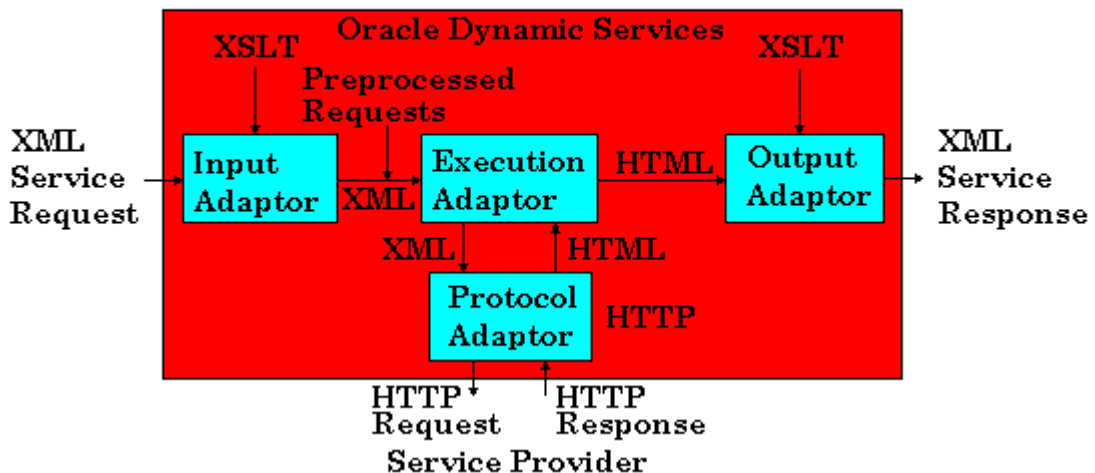 Oracle Dynamic Services
XSLT
XSLT
Preprocessed
Requests
XML
Service
Request
Input
Adaptor
XML
Execution
Adaptor
HTML
Output
Adaptor
XML
Service
Response
XML
HTML
Protocol
Adaptor
HTTP
HTTP
Request
HTTP
Response
Service Provider